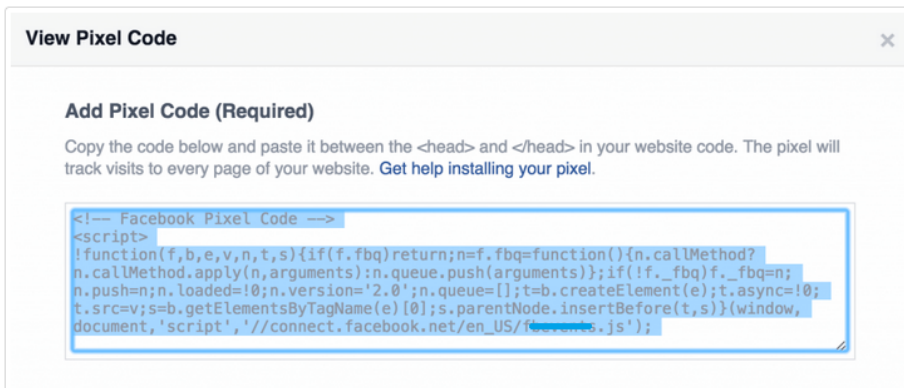 View Pixel Code
×
Add Pixel Code (Required)
Copy the code below and paste it between the <head> and </head> in your website code. The pixel will
track visits to every page of your website. Get help installing your pixel.
<!-- Facebook Pixel Code -->
<script>
!function(f,b,e,v,n,t,s){if(f.fbq)return;n=f.fbq=function(){n.callMethod?
n.callMethod.apply(n,arguments):n.queue.push(arguments)};if(!f._fbq)f._fbq=n;
n.push=n;n.loaded=!0;n.version='2.0';n.queue=[];t=b.createElement(e);t.async=!0;
t.src=v;s=b.getElementsByTagName(e)[0];s.parentNode.insertBefore(t,s)}(window,
document,'script','//connect.facebook.net/en_US/.js');